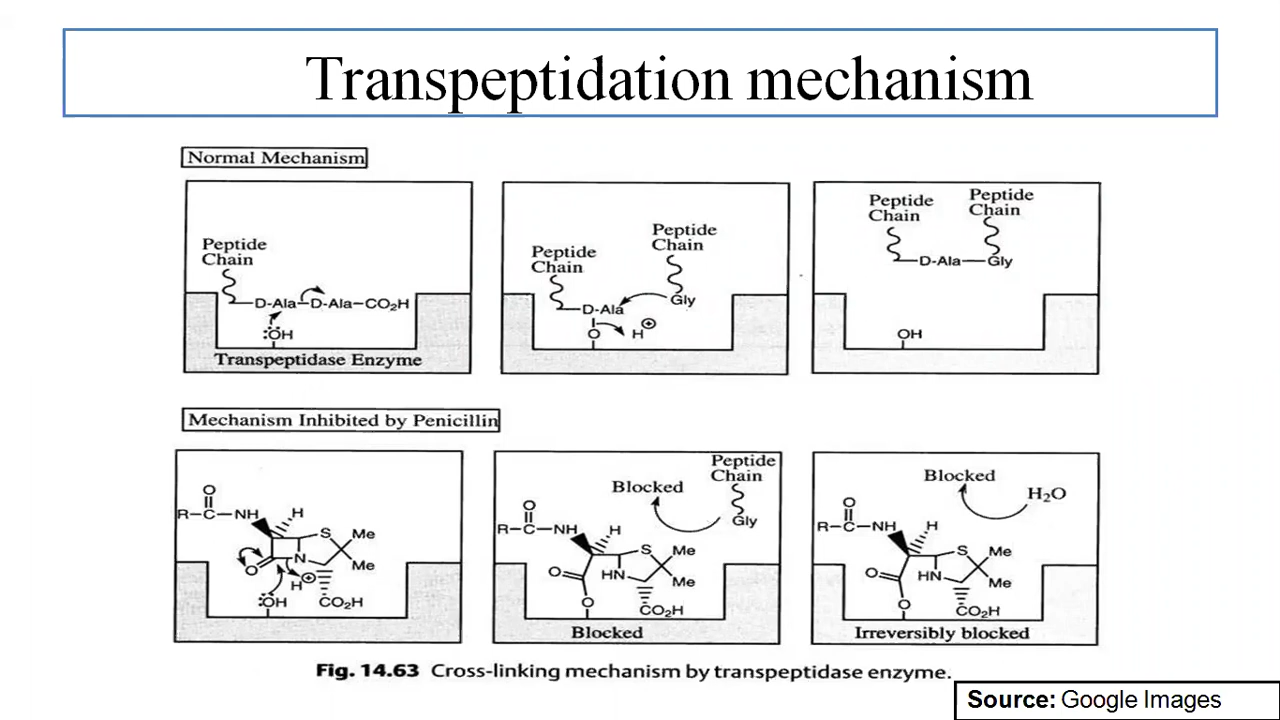 Transpeptidation mechanism
Normal Mechanism
Peptide
Chain
D-Ala–D-Ala–CO₂H
:ÖH
Transpeptidase Enzyme
Peptide
Chain
Peptide
Chain
Gly
D-Ala
O
H⊕
Peptide
Chain
Peptide
Chain
D-Ala—Gly
OH
Mechanism Inhibited by Penicillin
O
R–C–NH
H
S
Me
Me
N
O
H⊕
:ÖH
CO₂H
Peptide
Chain
Gly
Blocked
O
R–C–NH
H
S
Me
Me
O
HN
O
CO₂H
Blocked
Blocked
H₂O
O
R–C–NH
H
S
Me
Me
O
HN
O
CO₂H
Irreversibly blocked
Fig. 14.63 Cross-linking mechanism by transpeptidase enzyme.
Source: Google Images